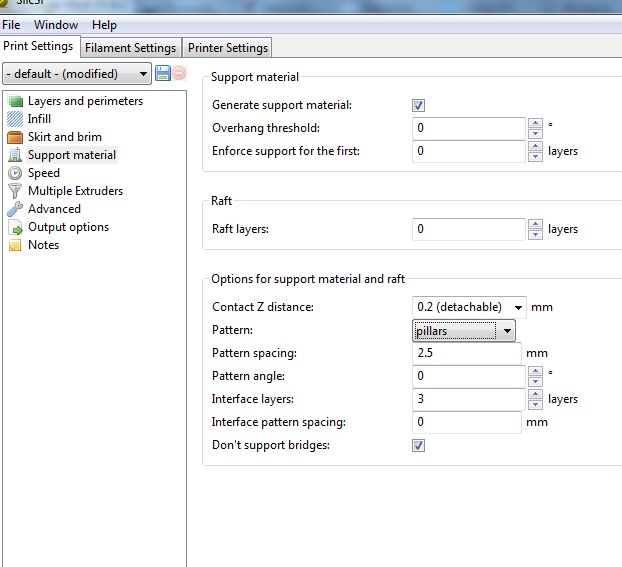 Slic3r
File Window Help
Print Settings Filament Settings Printer Settings
- default - (modified)
Layers and perimeters
Infill
Skirt and brim
Support material
Speed
Multiple Extruders
Advanced
Output options
Notes
Support material
Generate support material:
Overhang threshold: 0 °
Enforce support for the first: 0 layers
Raft
Raft layers: 0 layers
Options for support material and raft
Contact Z distance: 0.2 (detachable) mm
Pattern: pillars
Pattern spacing: 2.5 mm
Pattern angle: 0 °
Interface layers: 3 layers
Interface pattern spacing: 0 mm
Don't support bridges: